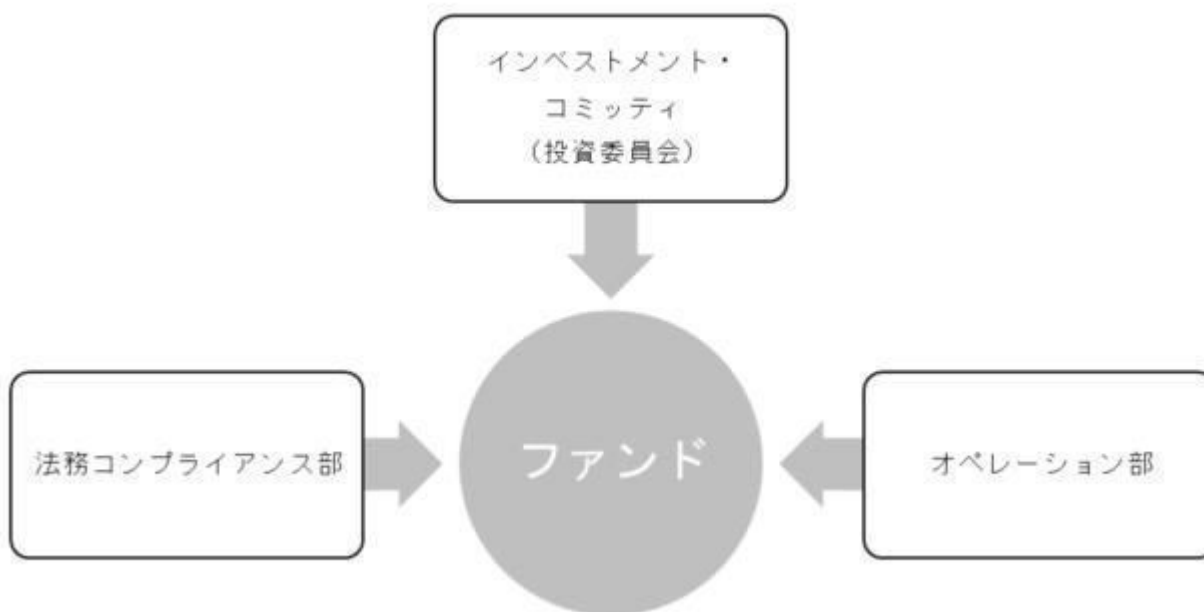 インベストメント・
コミッティ
（投資委員会）
法務コンプライアンス部
ファンド
オペレーション部